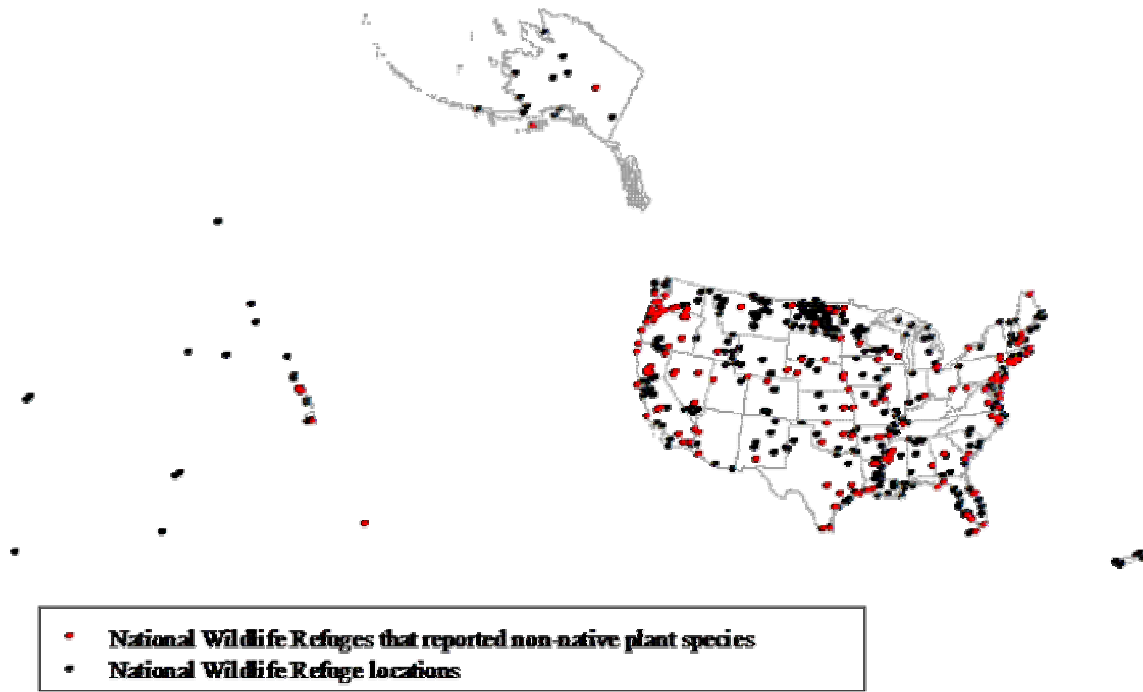 National Wildlife Refuges that reported non-native plant species
National Wildlife Refuge locations